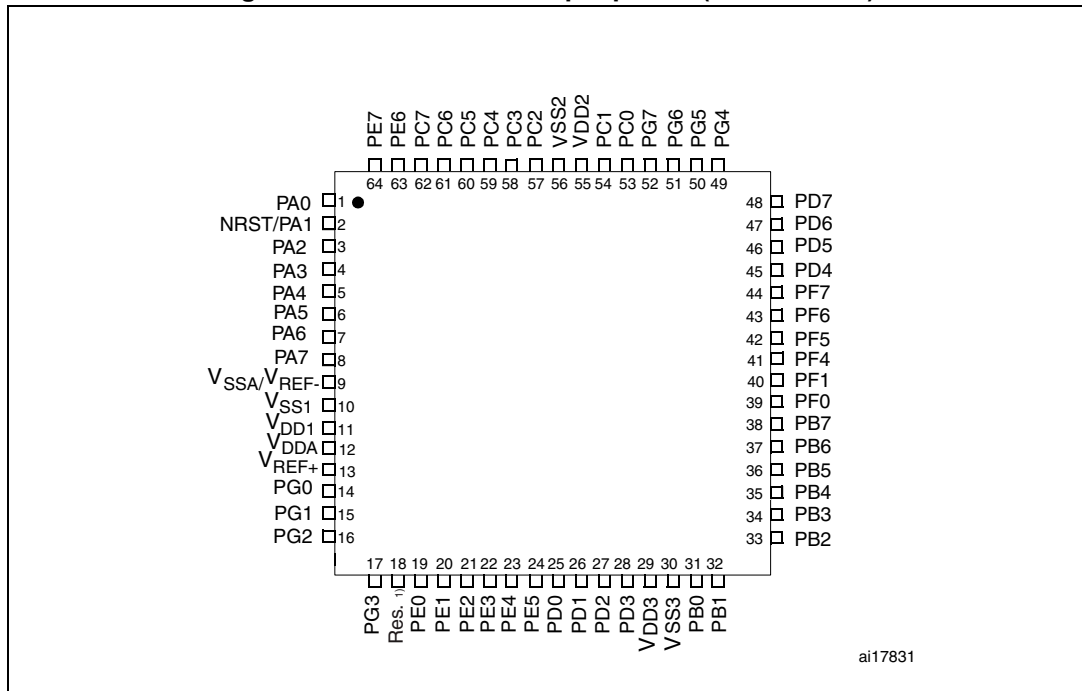 PE7 PE6 PC7 PC6 PC5 PC4 PC3 PC2 VSS2 VDD2 PC1 PC0 PG7 PG6 PG5 PG4
64 63 62 61 60 59 58 57 56 55 54 53 52 51 50 49
PA0 1
NRST/PA1 2
PA2 3
PA3 4
PA4 5
PA5 6
PA6 7
PA7 8
VSSA/VREF- 9
VSS1 10
VDD1 11
VDDA 12
VREF+ 13
PG0 14
PG1 15
PG2 16
48 PD7
47 PD6
46 PD5
45 PD4
44 PF7
43 PF6
42 PF5
41 PF4
40 PF1
39 PF0
38 PB7
37 PB6
36 PB5
35 PB4
34 PB3
33 PB2
17 18 19 20 21 22 23 24 25 26 27 28 29 30 31 32
PG3 Res. 1) PE0 PE1 PE2 PE3 PE4 PE5 PD0 PD1 PD2 PD3 VDD3 VSS3 PB0 PB1
ai17831